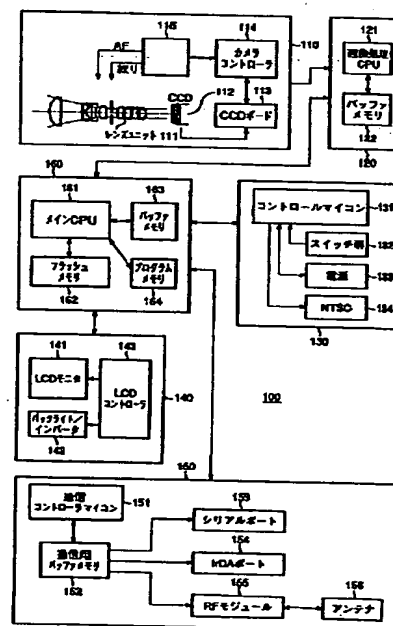 115
114
AF
絞り
カメラ
コントローラ
110
113
CCD
112
CCDボード
レンズユニット
111
121
画像処理
CPU
バッファ
メモリ
122
120
160
161
163
メインCPU
バッファ
メモリ
フラッシュ
メモリ
プログラム
メモリ
162
164
コントロールマイコン
131
スイッチ群
132
電源
133
NTSC
134
130
141
143
LCDモニタ
LCD
コントローラ
バックライト/
インバータ
142
140
100
150
通信
コントローラマイコン
151
153
シリアルポート
154
通信用
バッファメモリ
152
IrDAポート
155
RFモジュール
156
アンテナ